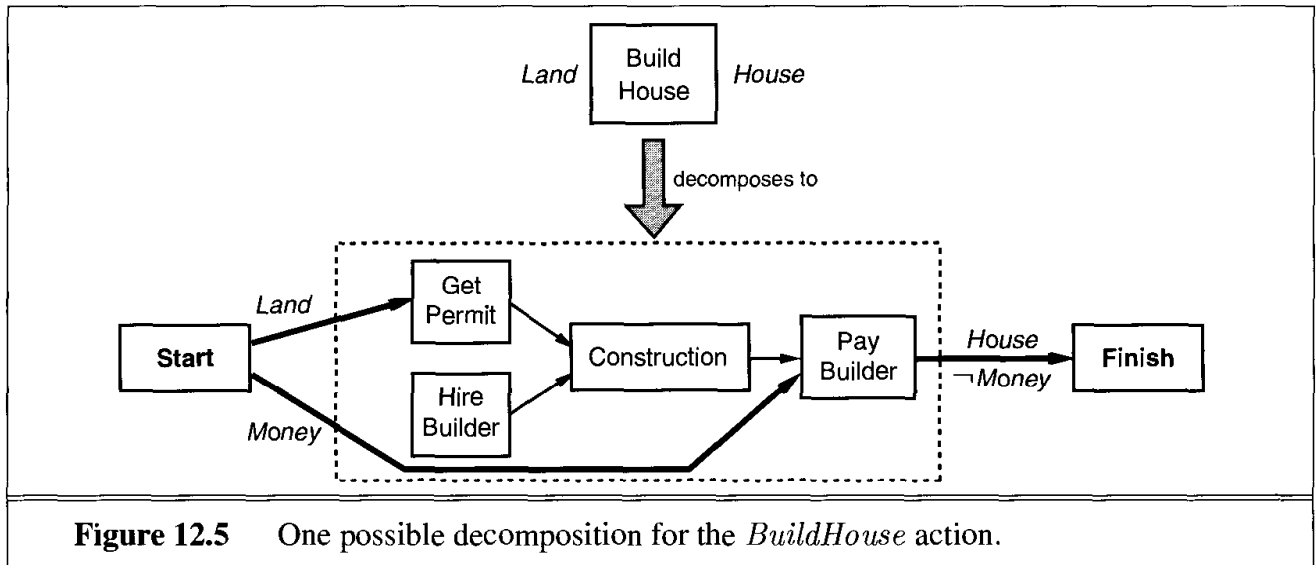 Land
Build
House
House
decomposes to
Land
Get
Permit
Start
Construction
Pay
Builder
House
¬Money
Finish
Money
Hire
Builder
Figure 12.5 One possible decomposition for the BuildHouse action.